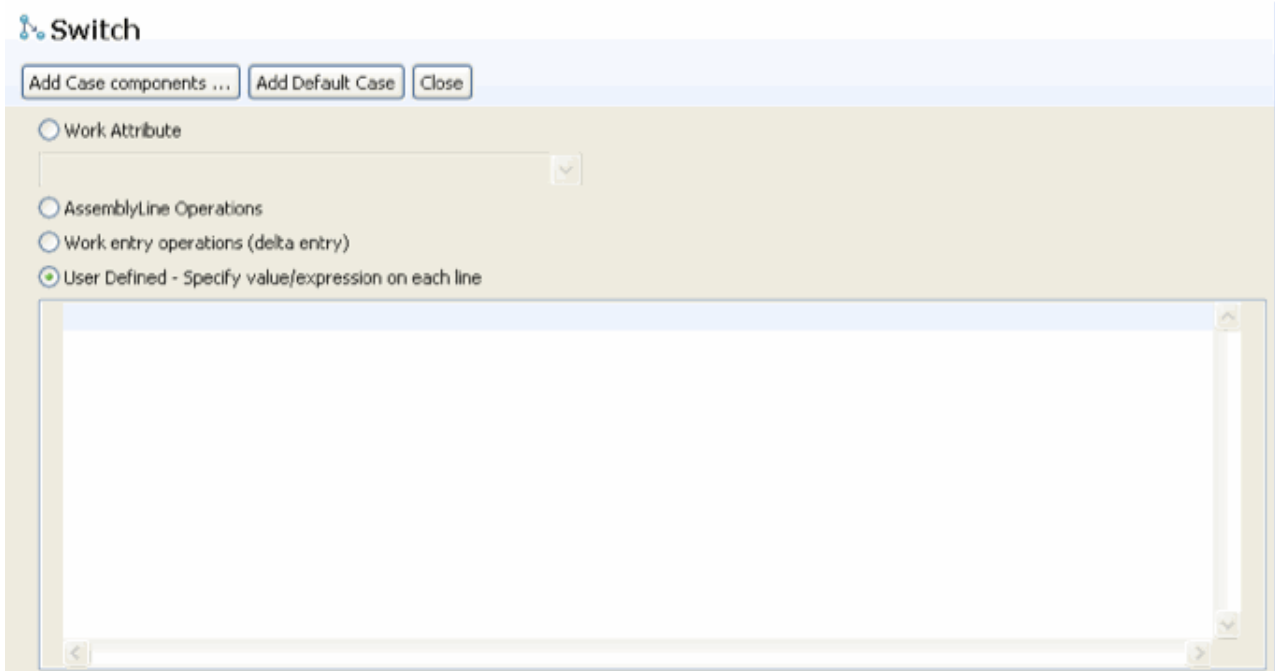 Switch
Add Case components ... Add Default Case Close
Work Attribute
AssemblyLine Operations
Work entry operations (delta entry)
User Defined - Specify value/expression on each line